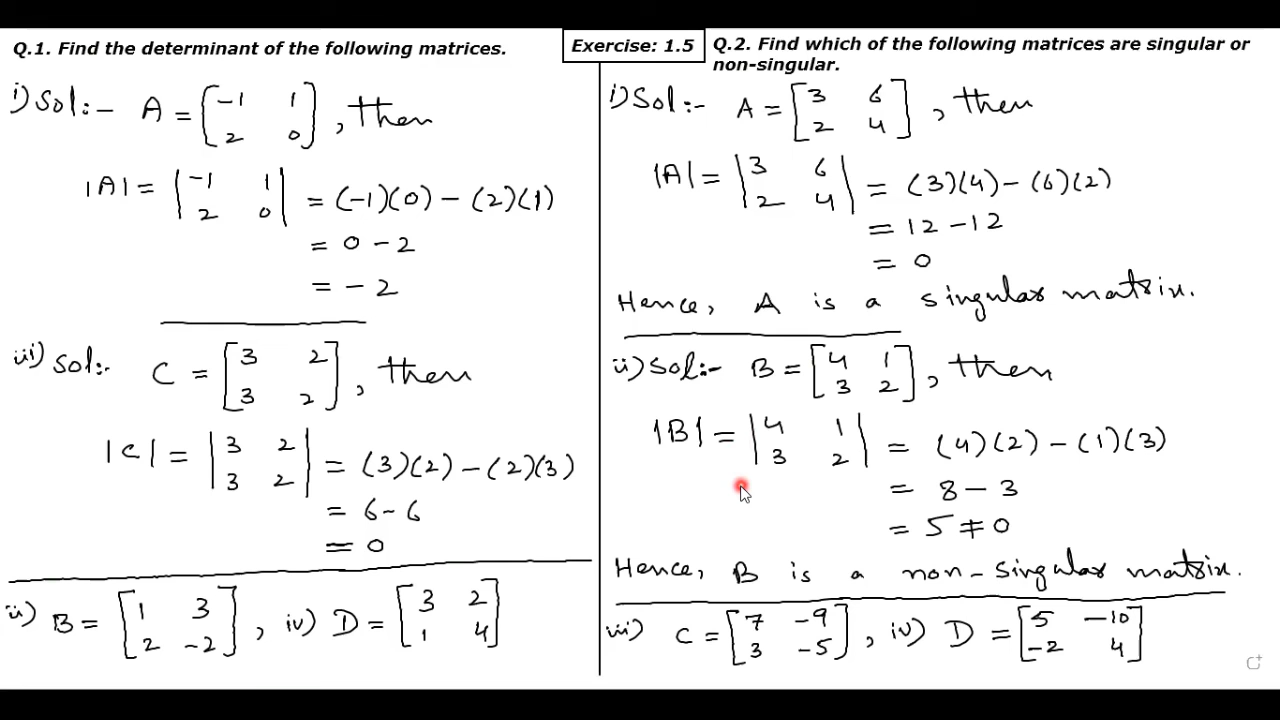 Exercise: 1.5
Q.1. Find the determinant of the following matrices.
i) Sol:- A = [-1 1
2 0], then
|A| = |-1 1
2 0| = (-1)(0) - (2)(1)
= 0 - 2
= - 2
iii) Sol:- C = [3 2
3 2], then
|C| = |3 2
3 2| = (3)(2) - (2)(3)
= 6 - 6
= 0
ii) B = [1 3
2 -2], iv) D = [3 2
1 4]
Q.2. Find which of the following matrices are singular or
non-singular.
i) Sol:- A = [3 6
2 4], then
|A| = |3 6
2 4| = (3)(4) - (6)(2)
= 12 - 12
= 0
Hence, A is a singular matrix.
ii) Sol:- B = [4 1
3 2], then
|B| = |4 1
3 2| = (4)(2) - (1)(3)
= 8 - 3
= 5 ≠ 0
Hence, B is a non-singular matrix.
iii) C = [7 -9
3 -5], iv) D = [5 -10
-2 4]